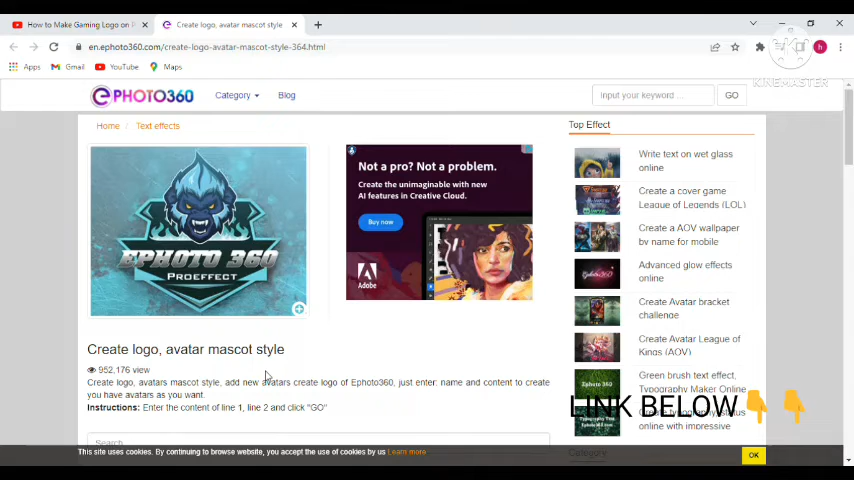 How to Make Gaming Logo on P
Create logo, avatar mascot style
en.ephoto360.com/create-logo-avatar-mascot-style-364.html
h
Apps
Gmail
YouTube
Maps
KINEMASTER
ePHOTO360
Category
Blog
Input your keyword ...
GO
Home / Text effects
Top Effect
EPHOTO 360
PROEFFECT
Not a pro? Not a problem.
Create the unimaginable with new
AI features in Creative Cloud.
Buy now
Adobe
Write text on wet glass
online
Create a cover game
League of Legends (LOL)
Create a AOV wallpaper
by name for mobile
Advanced glow effects
online
Create Avatar bracket
challenge
Create Avatar League of
Kings (AOV)
Green brush text effect,
Typography Maker Online
Create typography status
online with impressive
Create logo, avatar mascot style
952,176 view
Create logo, avatars mascot style, add new avatars create logo of Ephoto360, just enter: name and content to create
you have avatars as you want.
Instructions: Enter the content of line 1, line 2 and click "GO"
LINK BELOW
Search
Category
This site uses cookies. By continuing to browse website, you accept the use of cookies by us Learn more
OK